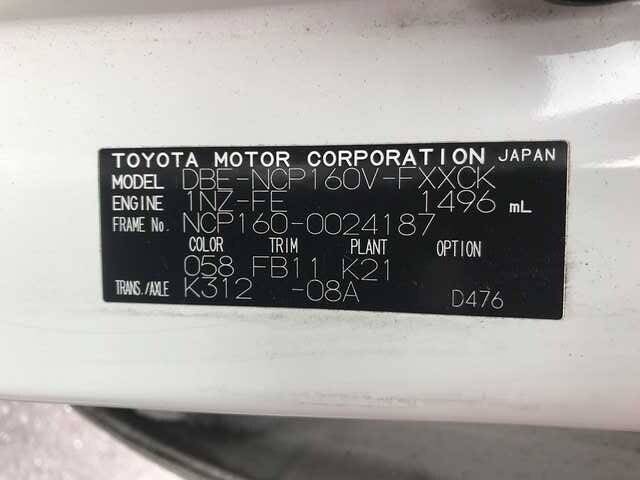 TOYOTA MOTOR CORPORATION JAPAN
MODEL DBE-NCP160V-FXXCK
ENGINE 1NZ-FE 1496 mL
FRAME No. NCP160-0024187
COLOR TRIM PLANT OPTION
058 FB11 K21
TRANS./AXLE K312 -08A D476